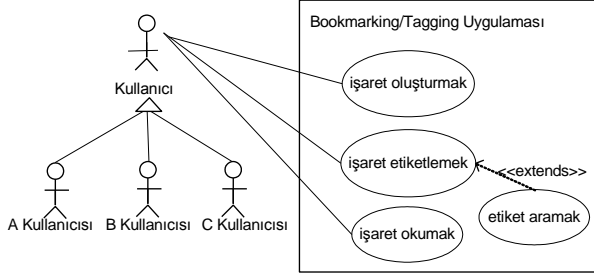 Bookmarking/Tagging Uygulaması
işaret oluşturmak
Kullanıcı
işaret etiketlemek
<<extends>>
A Kullanıcısı
B Kullanıcısı
C Kullanıcısı
işaret okumak
etiket aramak